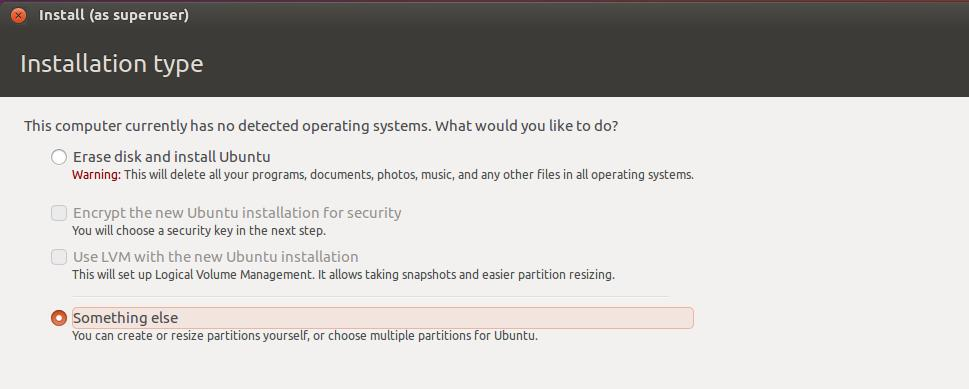 Install (as superuser)
Installation type
This computer currently has no detected operating systems. What would you like to do?
Erase disk and install Ubuntu
Warning: This will delete all your programs, documents, photos, music, and any other files in all operating systems.
Encrypt the new Ubuntu installation for security
You will choose a security key in the next step.
Use LVM with the new Ubuntu installation
This will set up Logical Volume Management. It allows taking snapshots and easier partition resizing.
Something else
You can create or resize partitions yourself, or choose multiple partitions for Ubuntu.